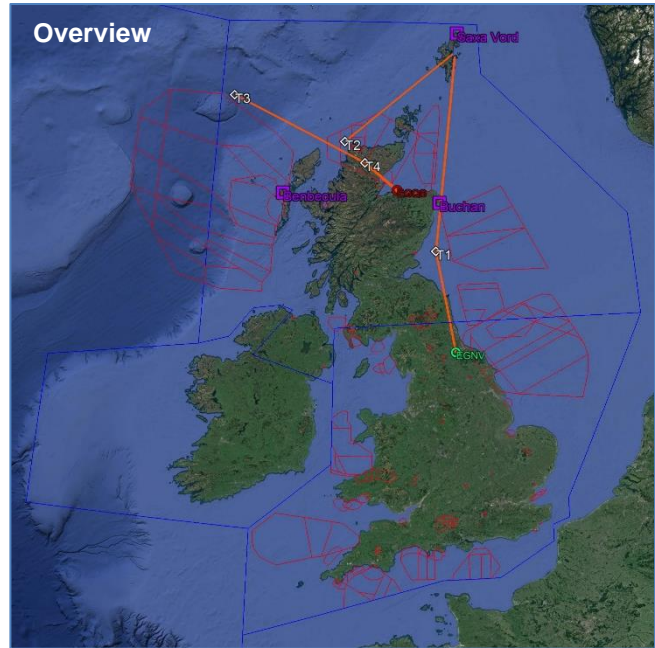 Overview
Saxa Vord
T3
T2
T4
Benbecula
Buchan
T1
EGNV